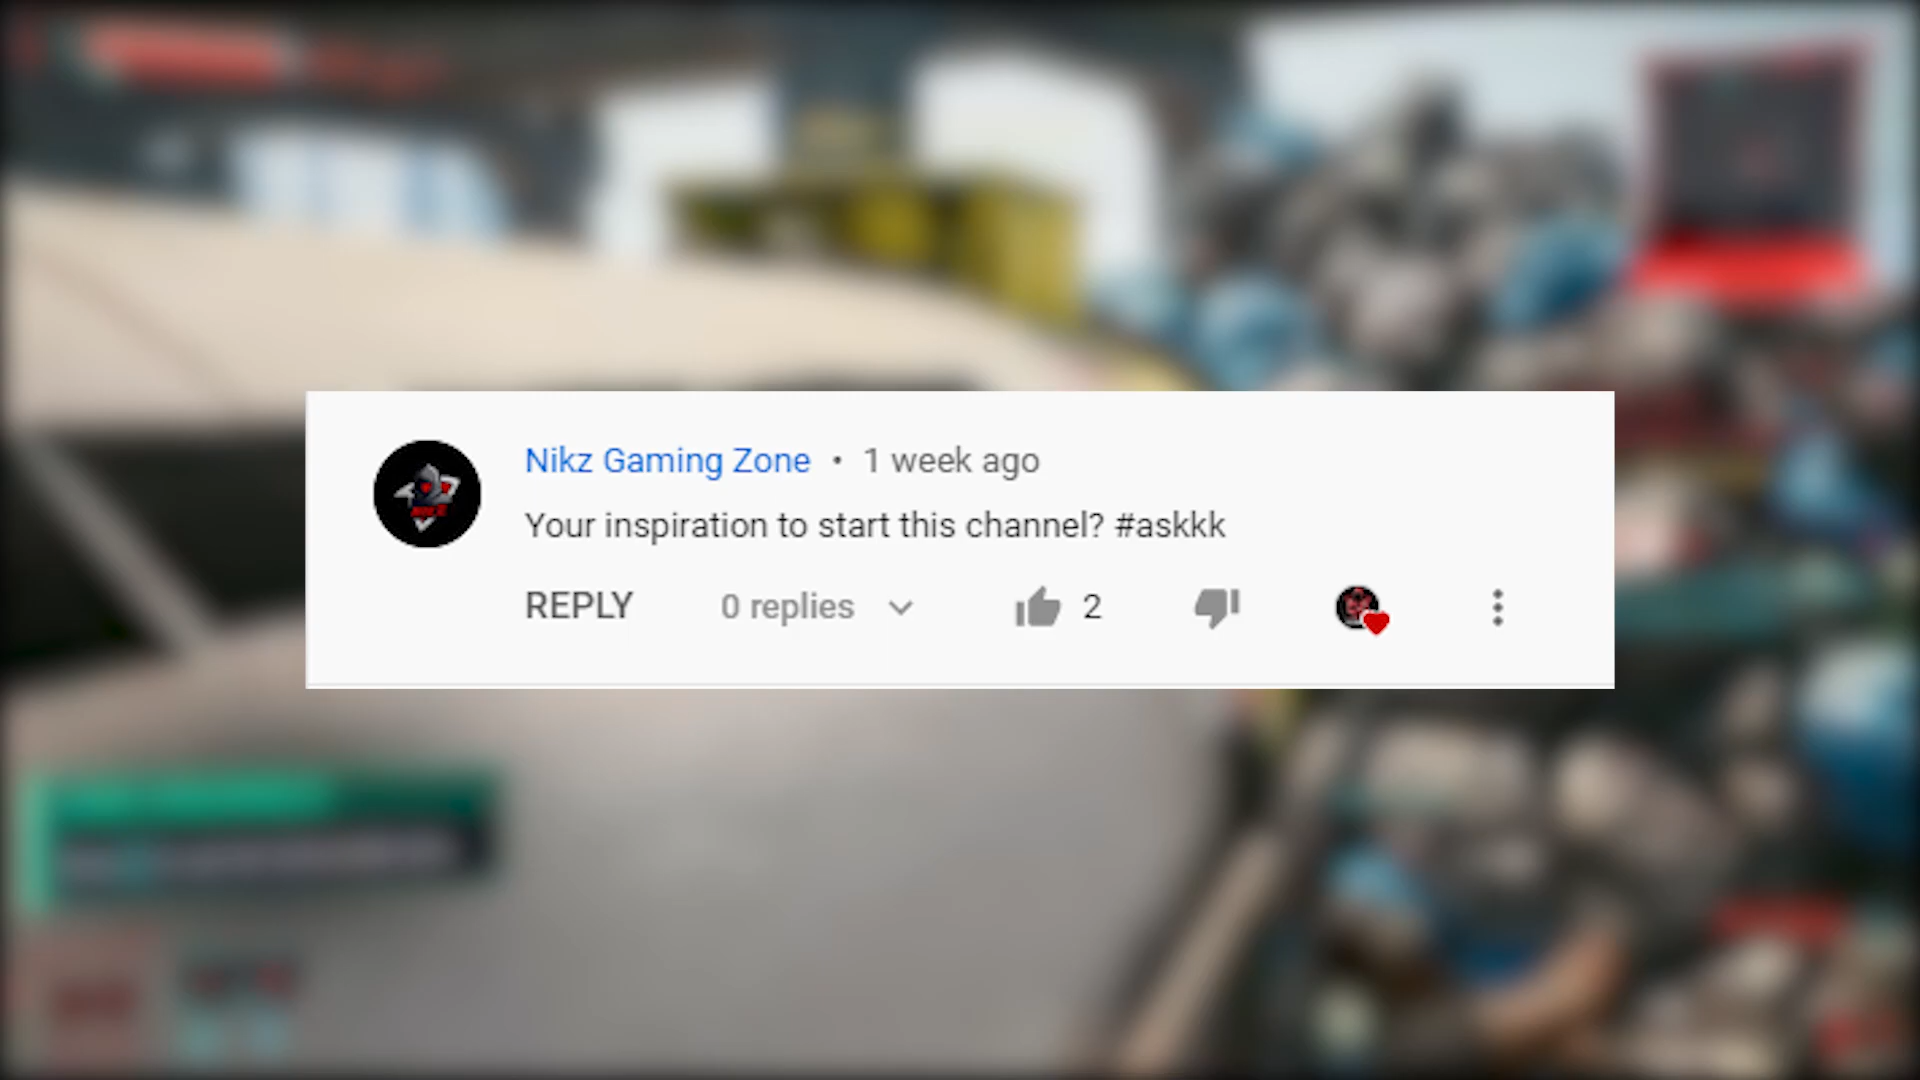 Nikz Gaming Zone • 1 week ago
Your inspiration to start this channel? #askkk
REPLY 0 replies 2